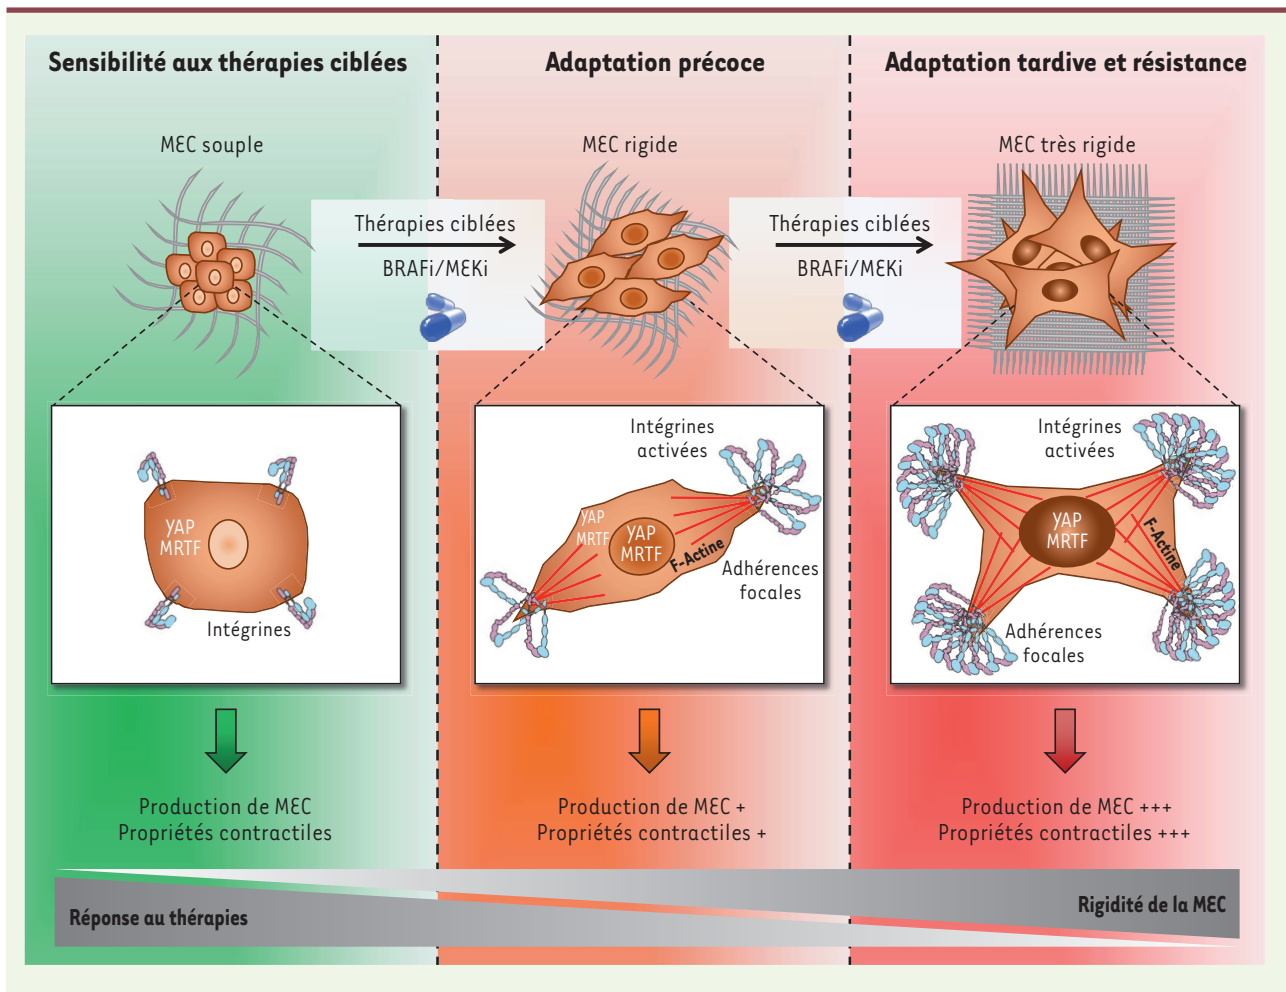 Sensibilité aux thérapies ciblées
Adaptation précoce
Adaptation tardive et résistance
MEC souple
MEC rigide
MEC très rigide
Thérapies ciblées
BRAFi/MEKi
Thérapies ciblées
BRAFi/MEKi
YAP
MRTF
Intégrines
Intégrines
activées
YAP
MRTF
YAP
MRTF
F-Actine
Adhérences
focales
Intégrines
activées
YAP
MRTF
F-Actine
Adhérences
focales
Production de MEC
Propriétés contractiles
Production de MEC +
Propriétés contractiles +
Production de MEC +++
Propriétés contractiles +++
Réponse au thérapies
Rigidité de la MEC